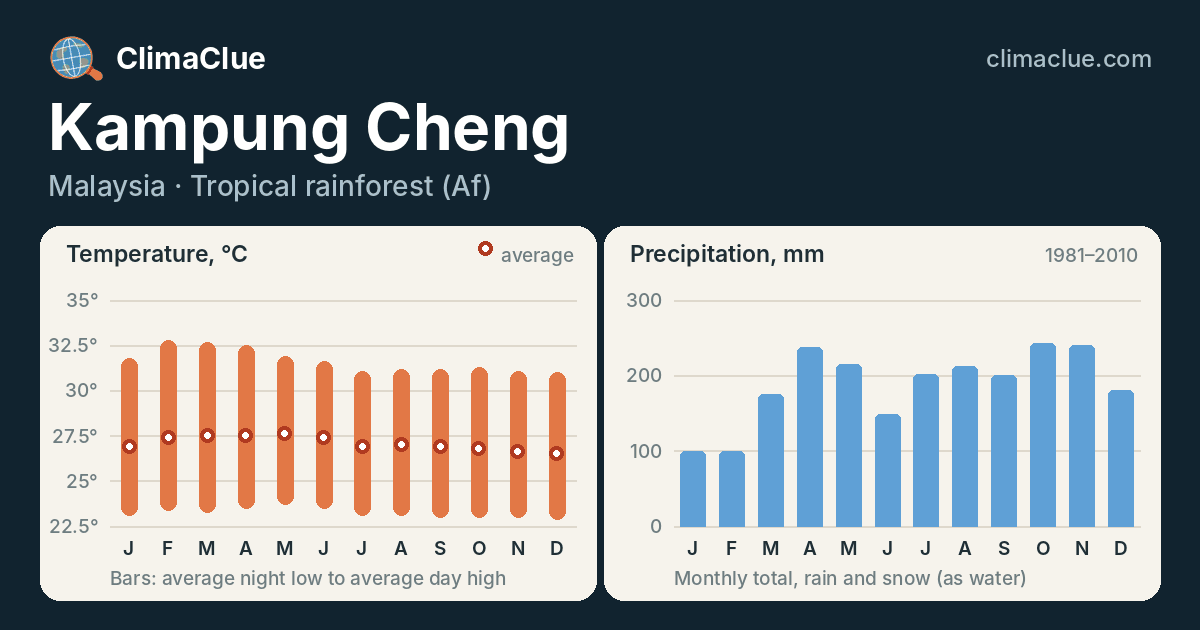 ClimaClue
climaclue.com
Kampung Cheng
Malaysia · Tropical rainforest (Af)
Temperature, °C
average
35°
32.5°
30°
27.5°
25°
22.5°
J F M A M J J A S O N D
Bars: average night low to average day high
Precipitation, mm
1981–2010
300
200
100
0
J F M A M J J A S O N D
Monthly total, rain and snow (as water)